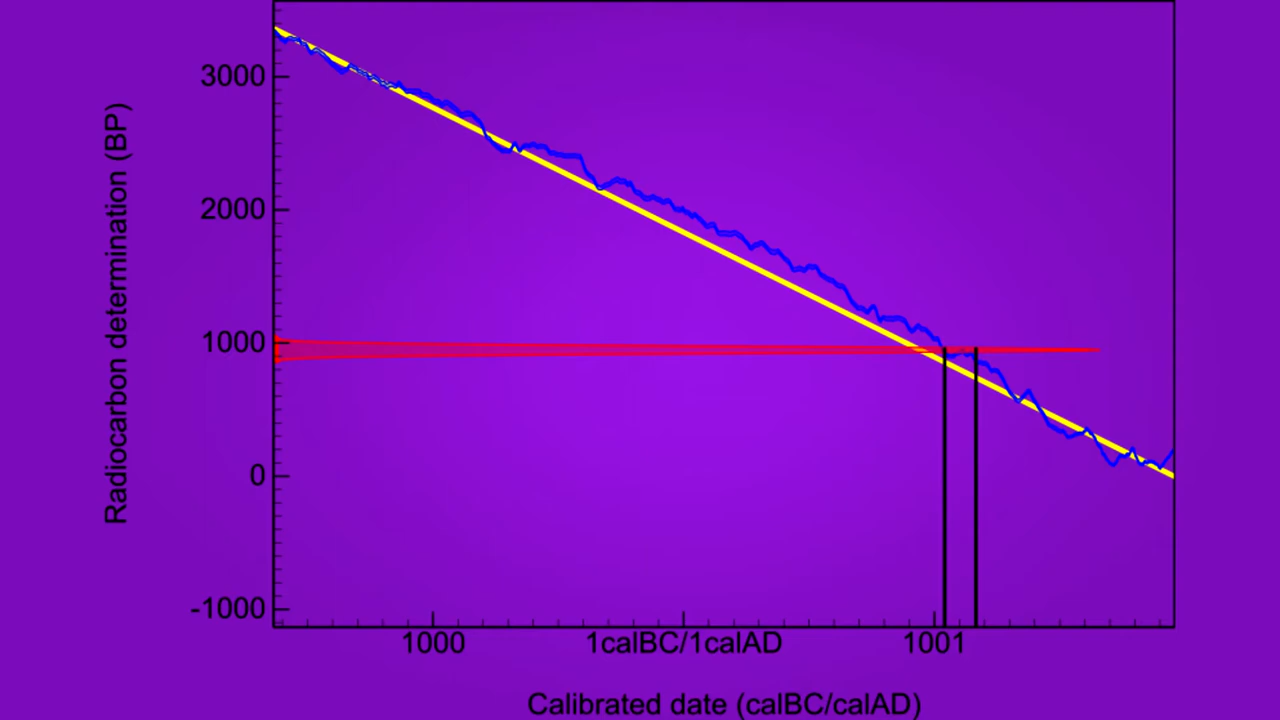 Radiocarbon determination (BP)
3000
2000
1000
0
-1000
1000
1calBC/1calAD
1001
Calibrated date (calBC/calAD)